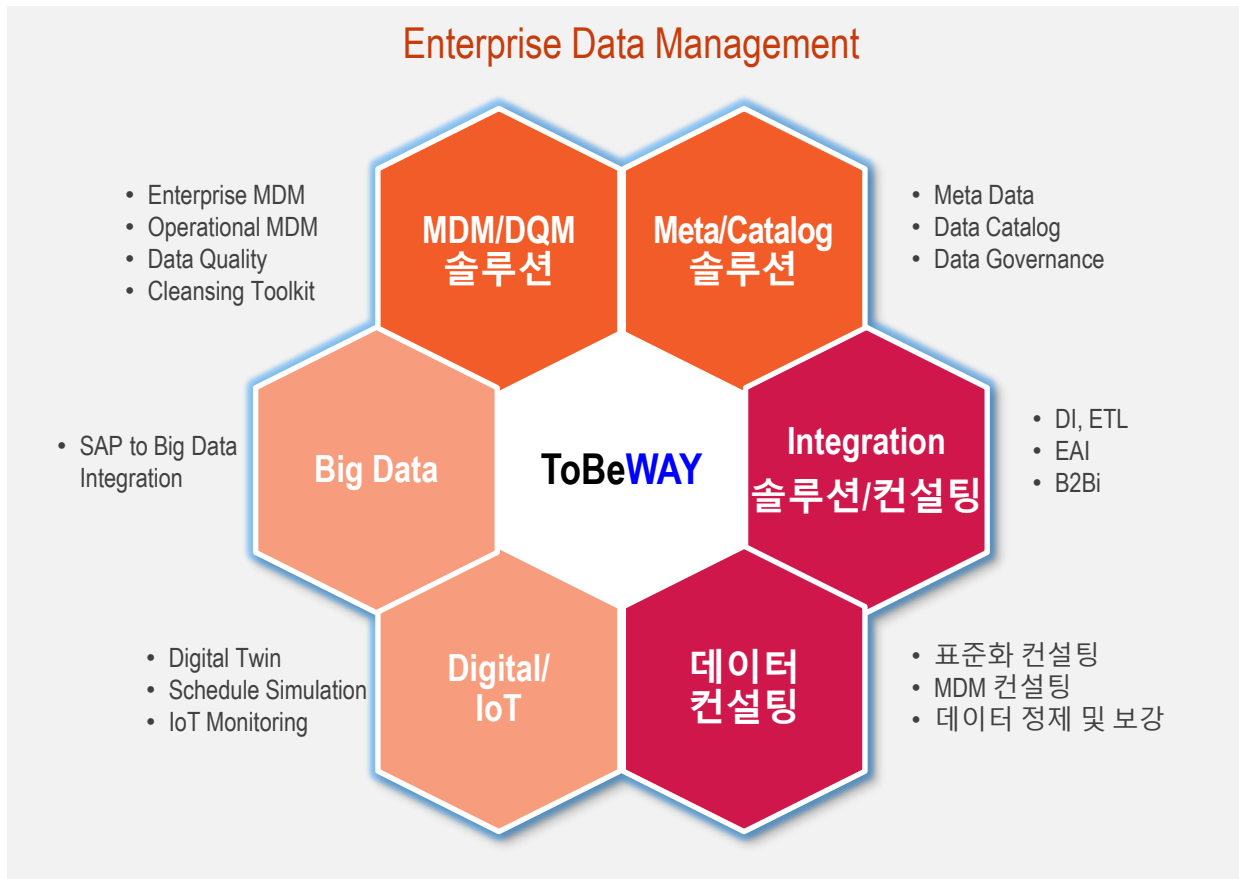 Enterprise Data Management
• Enterprise MDM
• Operational MDM
• Data Quality
• Cleansing Toolkit
MDM/DQM
솔루션
Meta/Catalog
솔루션
• Meta Data
• Data Catalog
• Data Governance
• SAP to Big Data
Integration
Big Data
ToBeWAY
Integration
솔루션/컨설팅
• DI, ETL
• EAI
• B2Bi
• Digital Twin
• Schedule Simulation
• IoT Monitoring
Digital/
IoT
데이터
컨설팅
• 표준화 컨설팅
• MDM 컨설팅
• 데이터 정제 및 보강